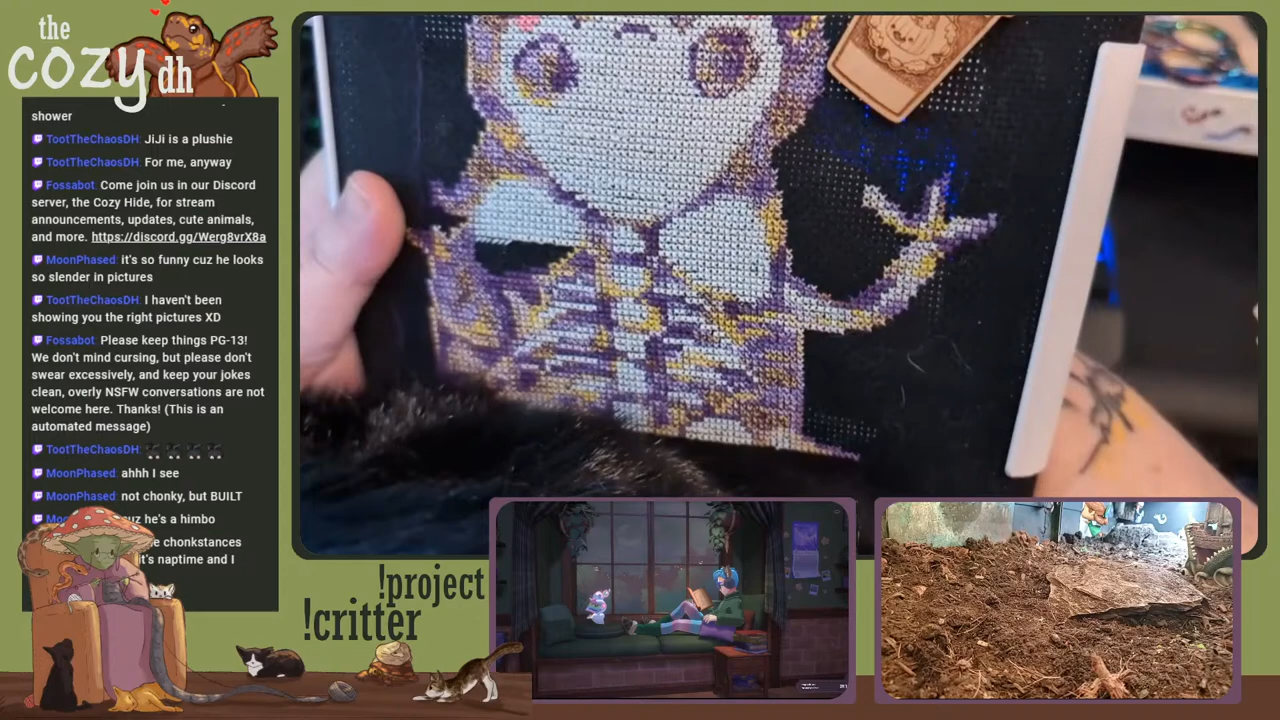 the
cozy dh
shower
TootTheChaosDH: JiJi is a plushie
TootTheChaosDH: For me, anyway
Fossabot: Come join us in our Discord
server, the Cozy Hide, for stream
announcements, updates, cute animals,
and more. https://discord.gg/Werg8vrX8a
MoonPhased: it's so funny cuz he looks
so slender in pictures
TootTheChaosDH: I haven't been
showing you the right pictures XD
Fossabot: Please keep things PG-13!
We don't mind cursing, but please don't
swear excessively, and keep your jokes
clean, overly NSFW conversations are not
welcome here. Thanks! (This is an
automated message)
TootTheChaosDH:
MoonPhased: ahhh I see
MoonPhased: not chonky, but BUILT
cuz he's a himbo
chonkstances
it's naptime and I
!project
!critter